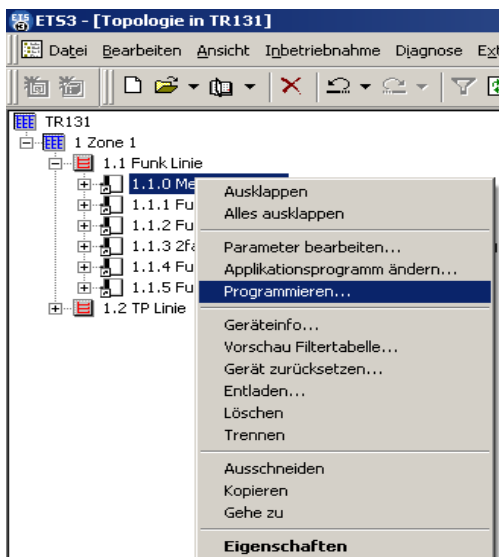 ETS3 - [Topologie in TR131]
Datei Bearbeiten Ansicht Inbetriebnahme Diagnose
TR131
1 Zone 1
1.1 Funk Linie
1.1.0
1.1.1
1.1.2
1.1.3
1.1.4
1.1.5
1.2 TP Linie
Ausklappen
Alles ausklappen
Parameter bearbeiten...
Applikationsprogramm ändern...
Programmieren...
Geräteinfo...
Vorschau Filtertabelle...
Gerät zurücksetzen...
Entladen...
Löschen
Trennen
Ausschneiden
Kopieren
Gehe zu
Eigenschaften